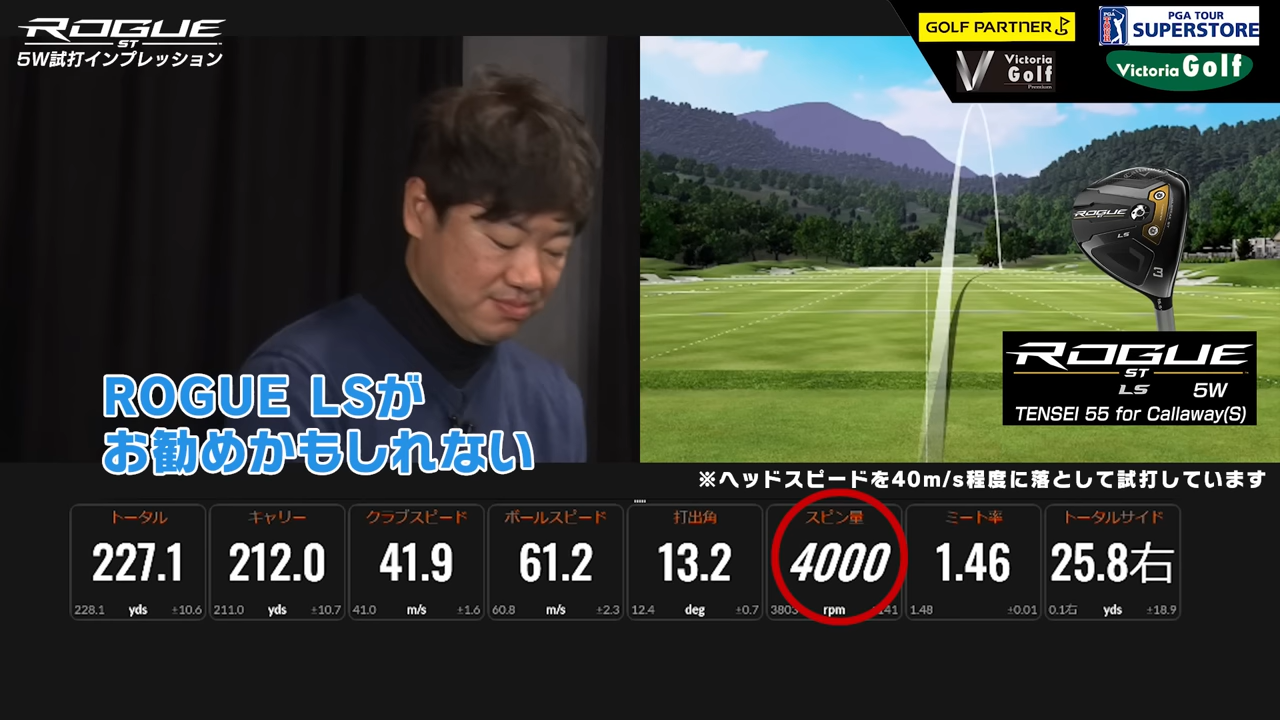 ROGUE
ST
5W試打インプレッション
GOLF PARTNER
PGA TOUR
SUPERSTORE
Victoria
Golf
Premium
Victoria Golf
ROGUE
LS
3
ROGUE
ST
LS 5W
TENSEI 55 for Callaway(S)
ROGUE LSが
お勧めかもしれない
※ヘッドスピードを40m/s程度に落として試打しています
トータル キャリー クラブスピード ボールスピード 打出角 スピン量 ミート率 トータルサイド
227.1 212.0 41.9 61.2 13.2 4000 1.46 25.8右
228.1 yds ±10.6 211.0 yds ±10.7 41.0 m/s ±1.6 60.8 m/s ±2.3 12.4 deg ±0.7 3803 rpm 141 1.48 ±0.01 0.1右 yds ±18.9